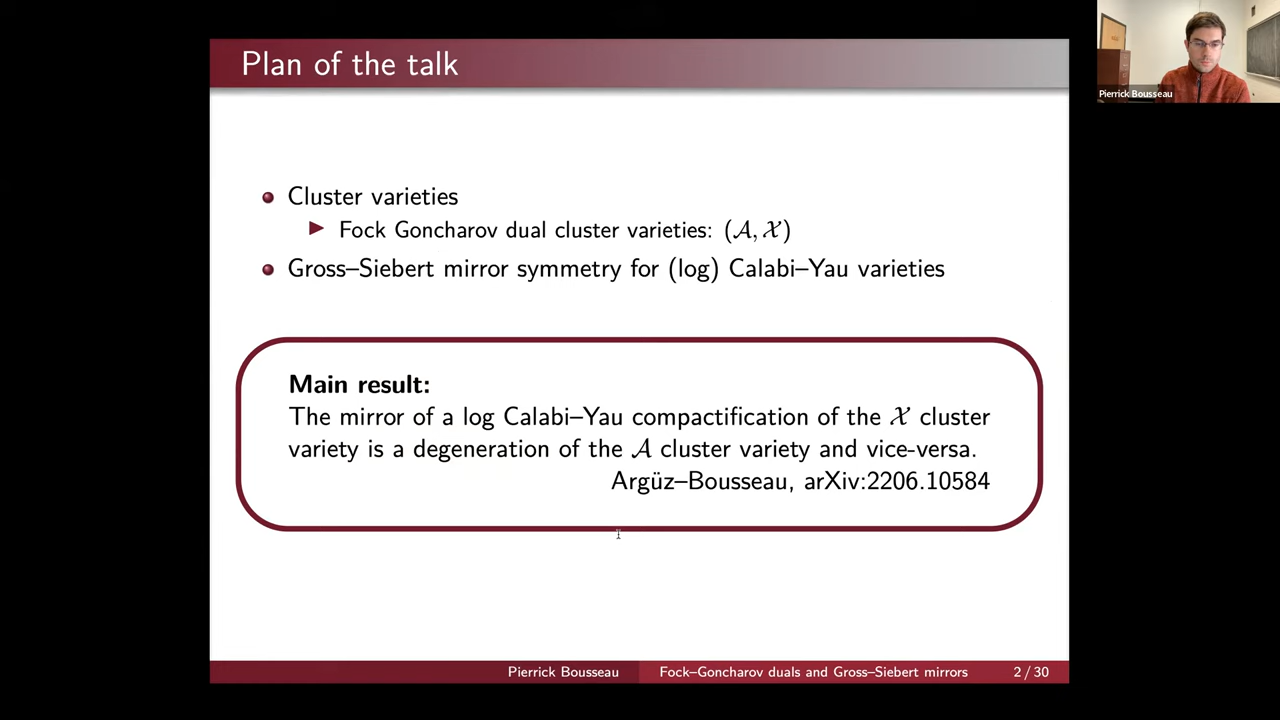 Plan of the talk
Pierrick Bousseau
Cluster varieties
Fock Goncharov dual cluster varieties: (𝒜, 𝒳)
Gross–Siebert mirror symmetry for (log) Calabi–Yau varieties
Main result:
The mirror of a log Calabi–Yau compactification of the 𝒳 cluster
variety is a degeneration of the 𝒜 cluster variety and vice-versa.
Argüz–Bousseau, arXiv:2206.10584
Pierrick Bousseau
Fock–Goncharov duals and Gross–Siebert mirrors
2 / 30